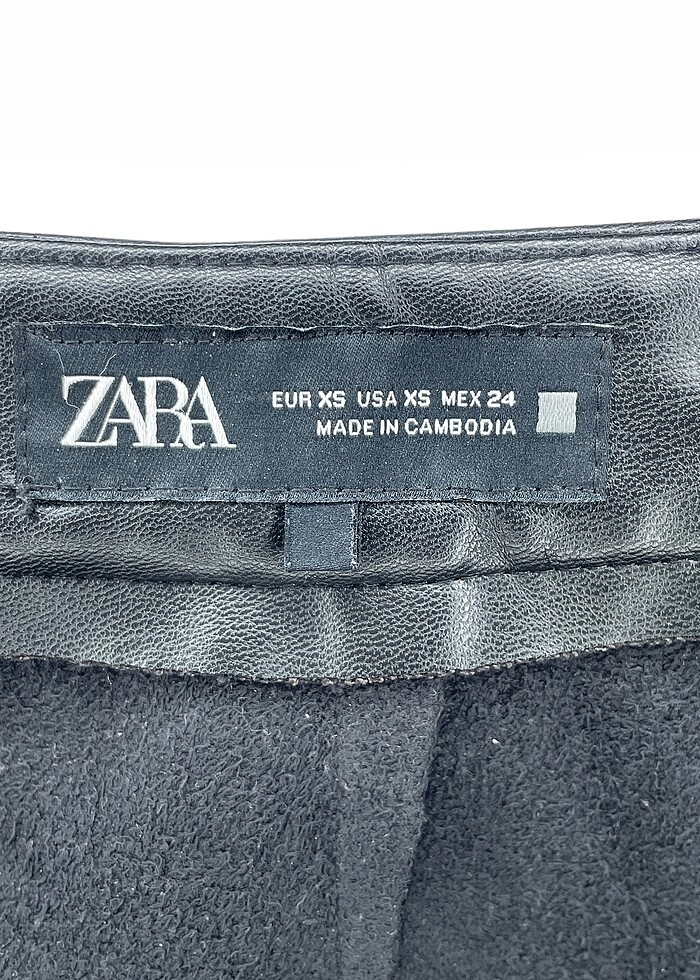 ZARA
EUR XS USA XS MEX 24
MADE IN CAMBODIA